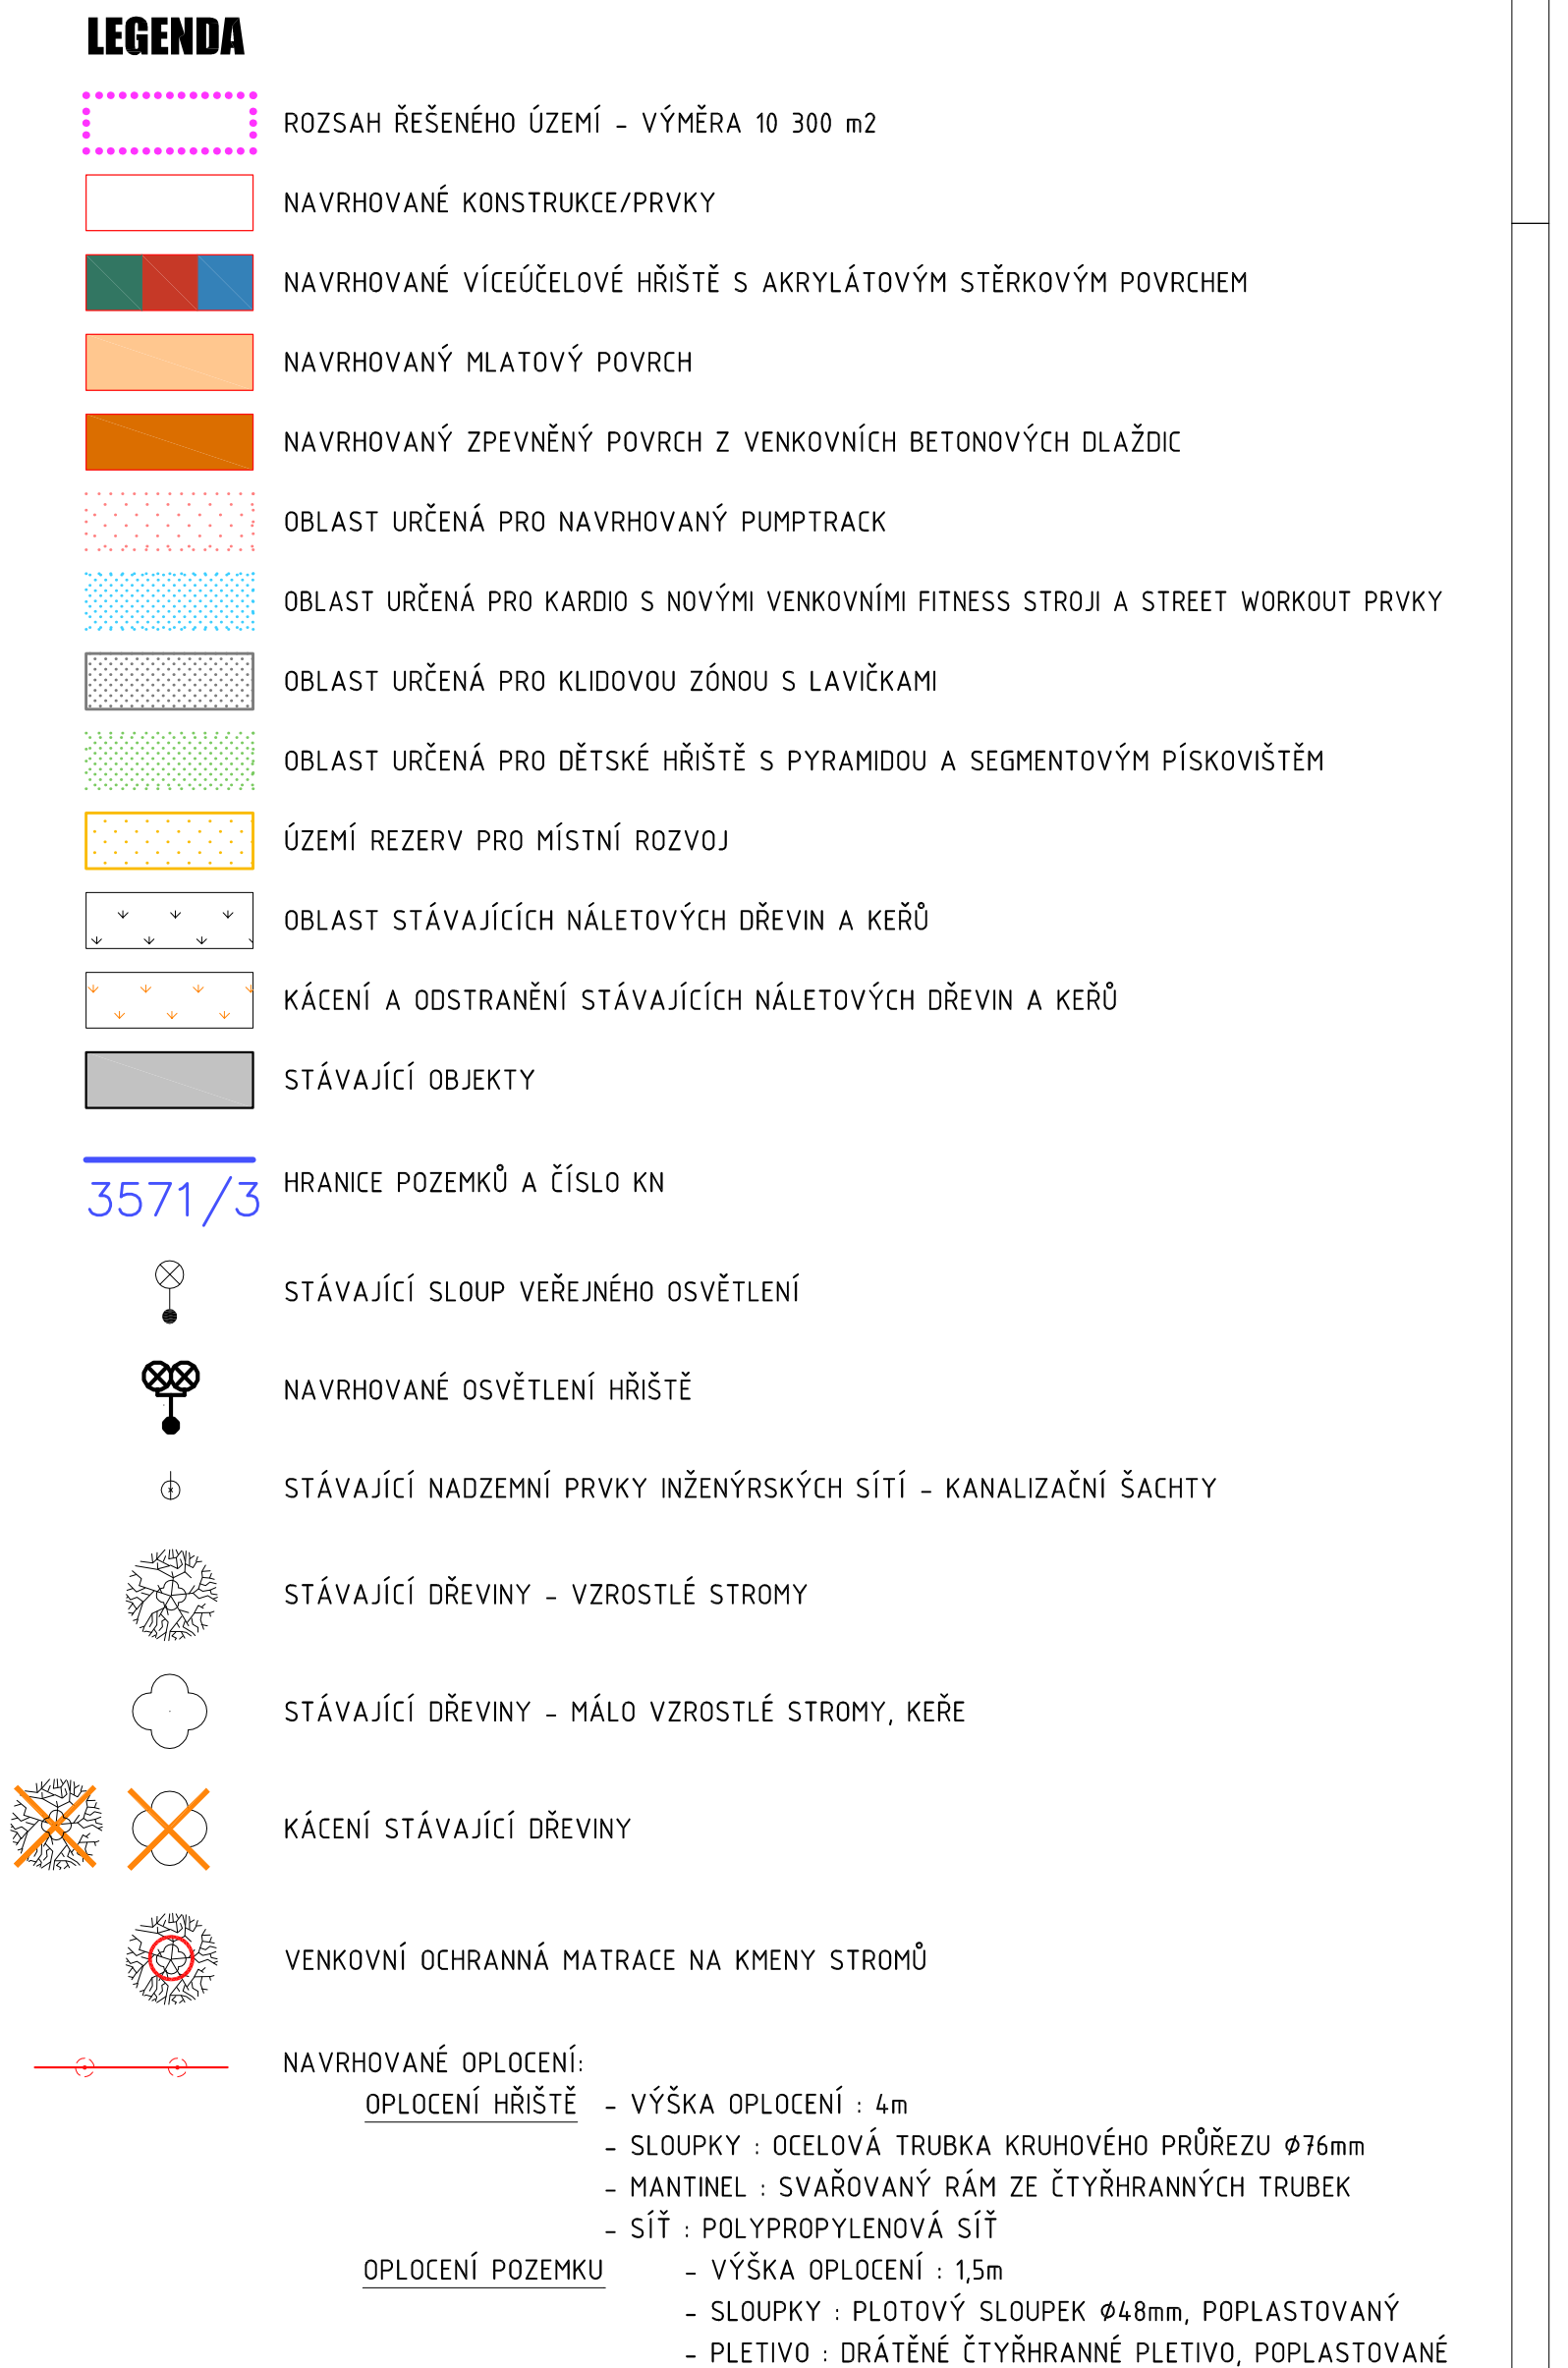 LEGENDA
ROZSAH ŘEŠENÉHO ÚZEMÍ - VÝMĚRA 10 300 m2
NAVRHOVANÉ KONSTRUKCE/PRVKY
NAVRHOVANÉ VÍCEÚČELOVÉ HŘIŠTĚ S AKRYLÁTOVÝM STĚRKOVÝM POVRCHEM
NAVRHOVANÝ MLATOVÝ POVRCH
NAVRHOVANÝ ZPEVNĚNÝ POVRCH Z VENKOVNÍCH BETONOVÝCH DLAŽDIC
OBLAST URČENÁ PRO NAVRHOVANÝ PUMPTRACK
OBLAST URČENÁ PRO KARDIO S NOVÝMI VENKOVNÍMI FITNESS STROJI A STREET WORKOUT PRVKY
OBLAST URČENÁ PRO KLIDOVOU ZÓNOU S LAVIČKAMI
OBLAST URČENÁ PRO DĚTSKÉ HŘIŠTĚ S PYRAMIDOU A SEGMENTOVÝM PÍSKOVIŠTĚM
ÚZEMÍ REZERV PRO MÍSTNÍ ROZVOJ
OBLAST STÁVAJÍCÍCH NÁLETOVÝCH DŘEVIN A KEŘŮ
KÁCENÍ A ODSTRANĚNÍ STÁVAJÍCÍCH NÁLETOVÝCH DŘEVIN A KEŘŮ
STÁVAJÍCÍ OBJEKTY
3571/3 HRANICE POZEMKŮ A ČÍSLO KN
STÁVAJÍCÍ SLOUP VEŘEJNÉHO OSVĚTLENÍ
NAVRHOVANÉ OSVĚTLENÍ HŘIŠTĚ
STÁVAJÍCÍ NADZEMNÍ PRVKY INŽENÝRSKÝCH SÍTÍ - KANALIZAČNÍ ŠACHTY
STÁVAJÍCÍ DŘEVINY - VZROSTLÉ STROMY
STÁVAJÍCÍ DŘEVINY - MÁLO VZROSTLÉ STROMY, KEŘE
KÁCENÍ STÁVAJÍCÍ DŘEVINY
VENKOVNÍ OCHRANNÁ MATRACE NA KMENY STROMŮ
NAVRHOVANÉ OPLOCENÍ:
OPLOCENÍ HŘIŠTĚ - VÝŠKA OPLOCENÍ : 4m
- SLOUPKY : OCELOVÁ TRUBKA KRUHOVÉHO PRŮŘEZU Ø76mm
- MANTINEL : SVAŘOVANÝ RÁM ZE ČTYŘHRANNÝCH TRUBEK
- SÍŤ : POLYPROPYLENOVÁ SÍŤ
OPLOCENÍ POZEMKU - VÝŠKA OPLOCENÍ : 1,5m
- SLOUPKY : PLOTOVÝ SLOUPEK Ø48mm, POPLASTOVANÝ
- PLETIVO : DRÁTĚNÉ ČTYŘHRANNÉ PLETIVO, POPLASTOVANÉ